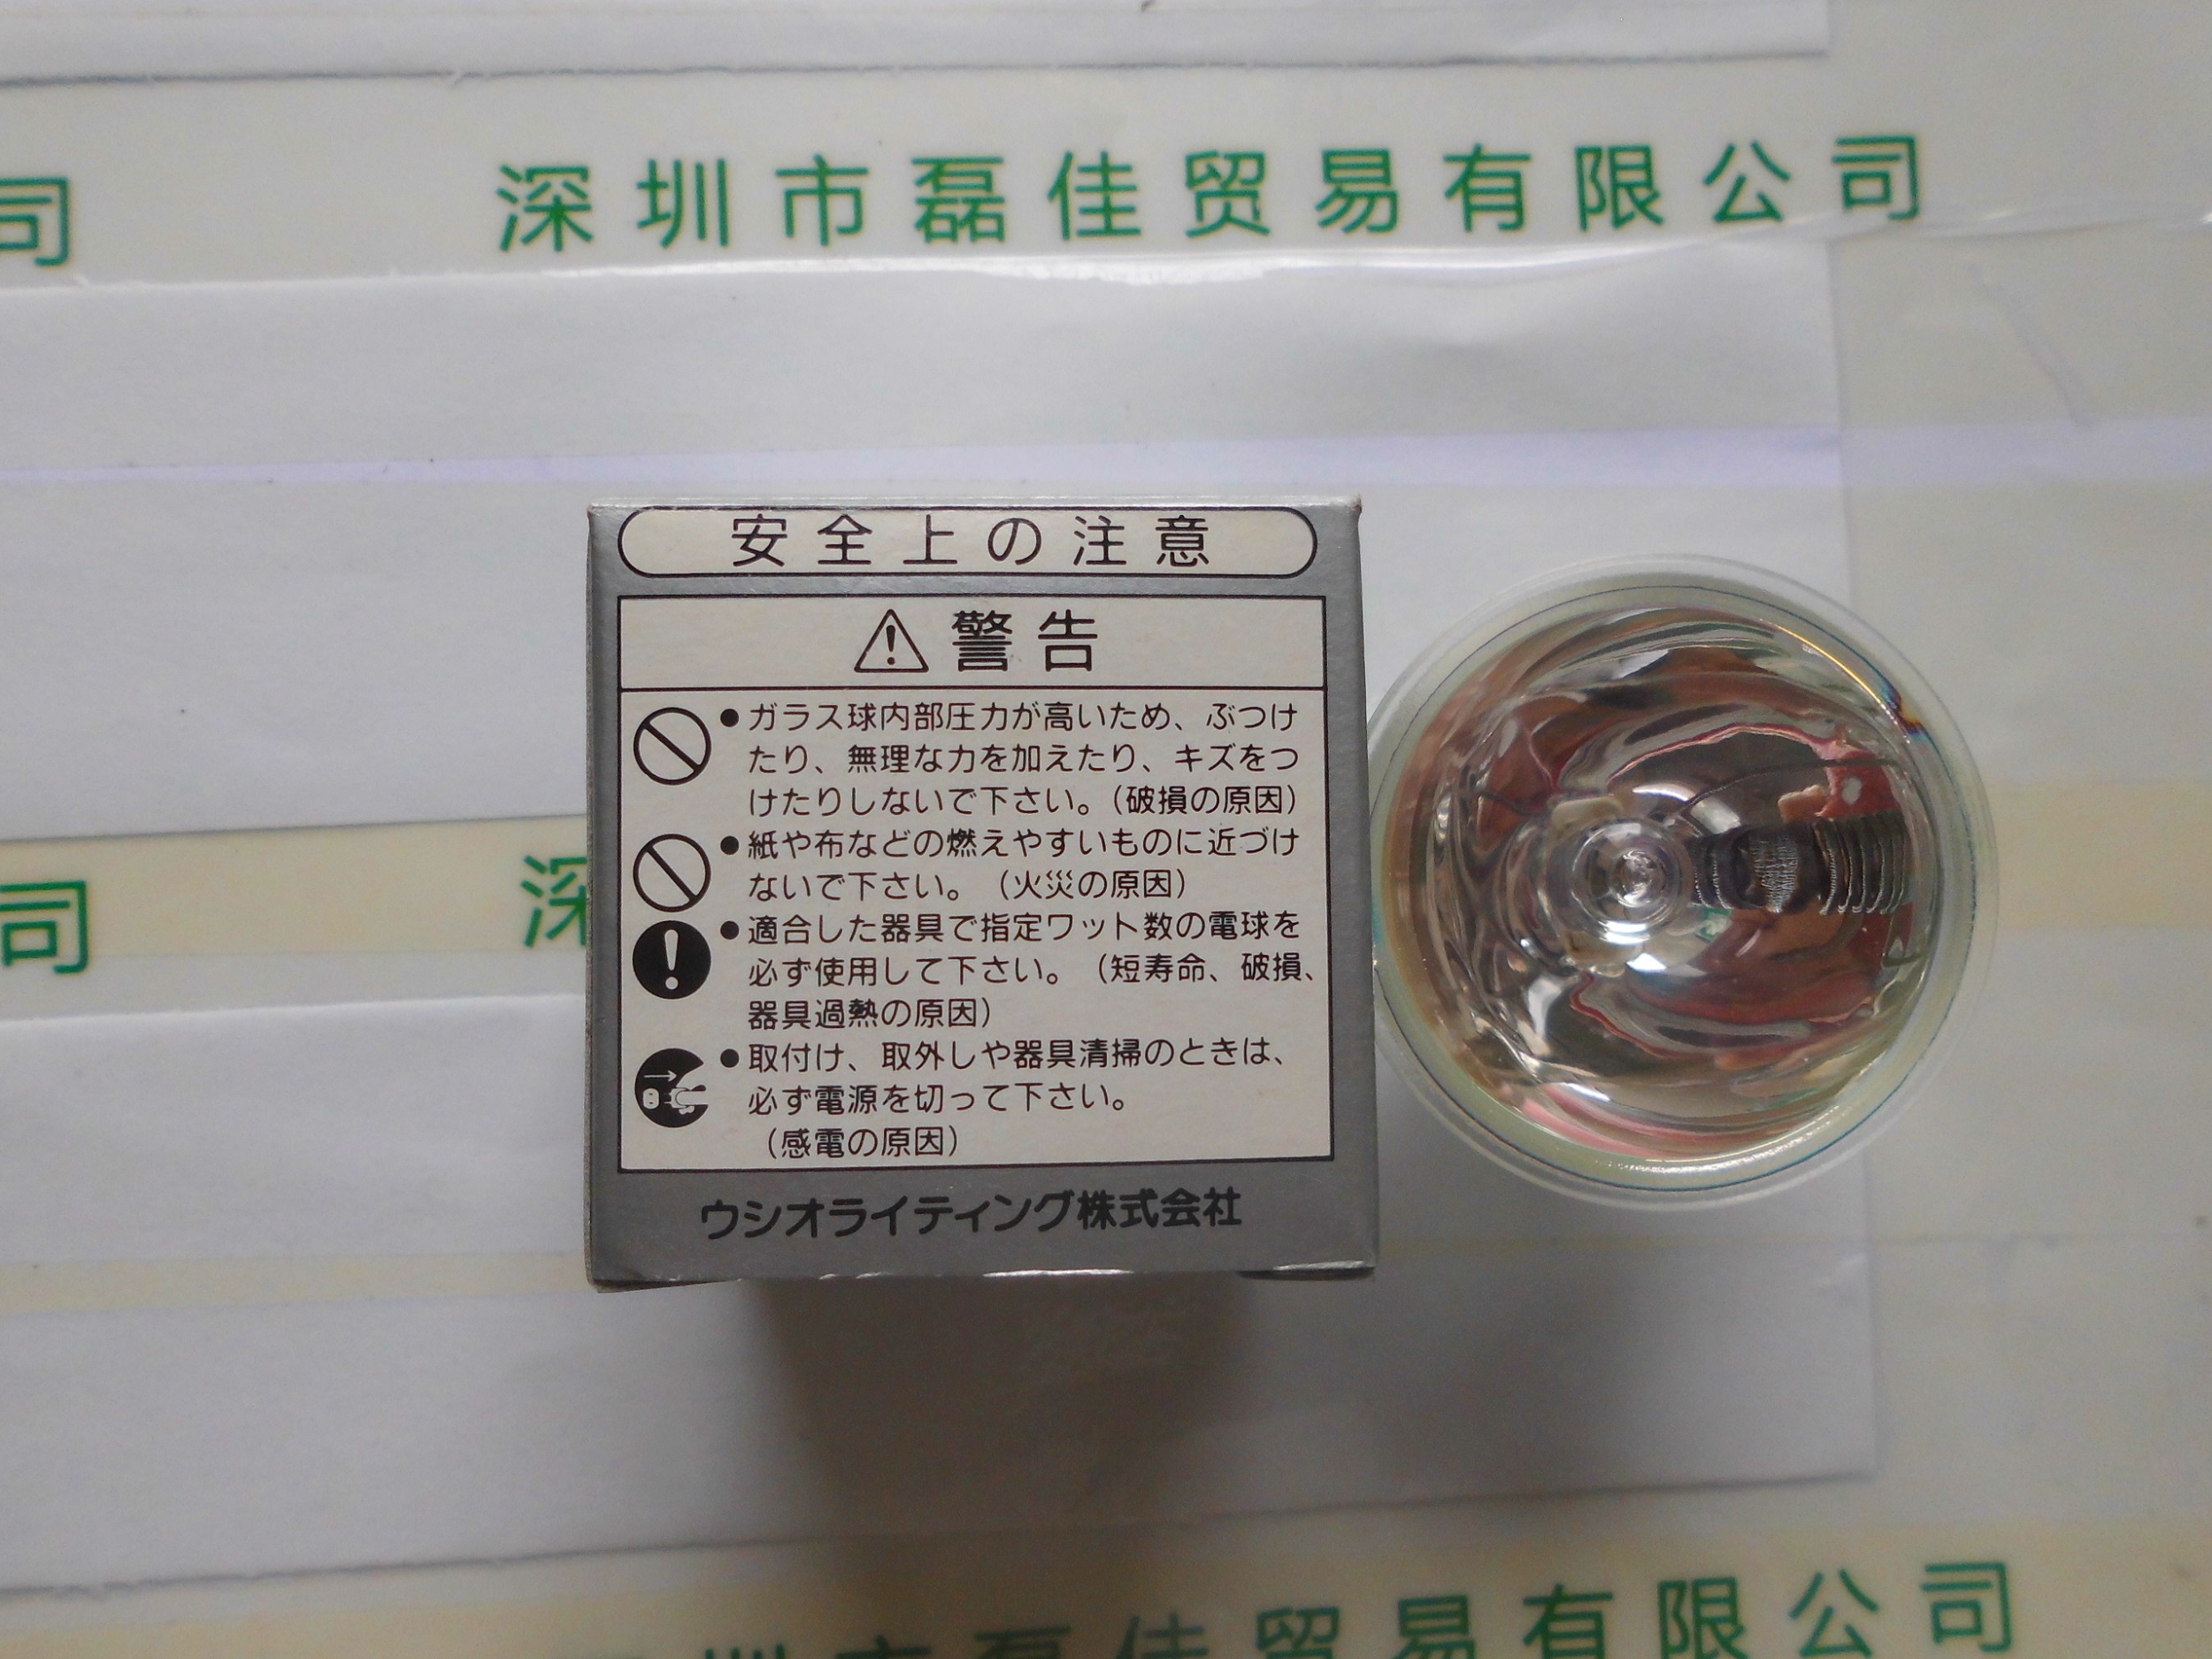 司
深圳市磊佳贸易有限公司
安全上の注意
警告
●ガラス球内部圧力が高いため、ぶつけ
たり、無理な力を加えたり、キズをつ
けたりしないで下さい。（破損の原因）
●紙や布などの燃えやすいものに近づけ
ないで下さい。（火災の原因）
●適合した器具で指定ワット数の電球を
必ず使用して下さい。（短寿命、破損、
器具過熱の原因）
●取付け、取外しや器具清掃のときは、
必ず電源を切って下さい。
（感電の原因）
ウシオライティング株式会社
司
深
圳市磊佳贸易有限公司